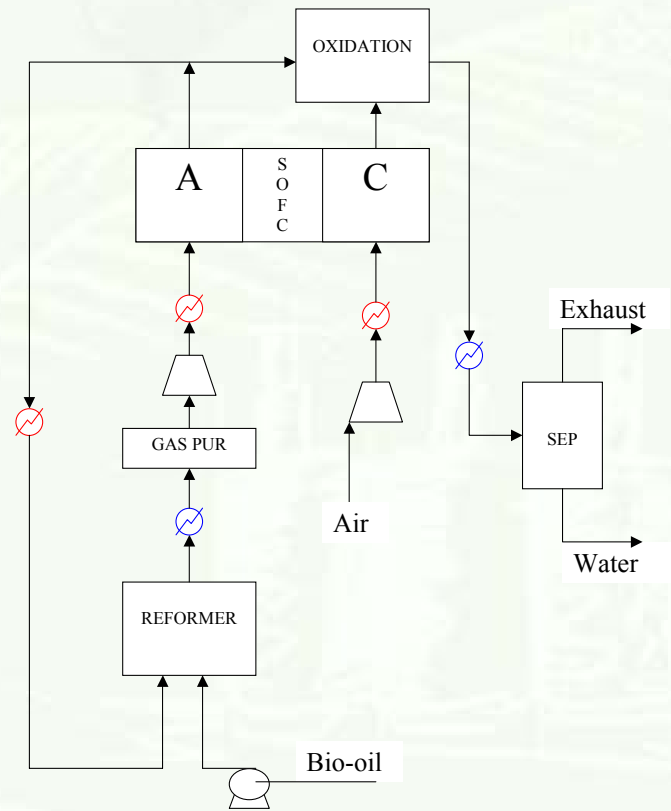 OXIDATION
A
S
O
F
C
C
Exhaust
GAS PUR
SEP
Air
Water
REFORMER
Bio-oil